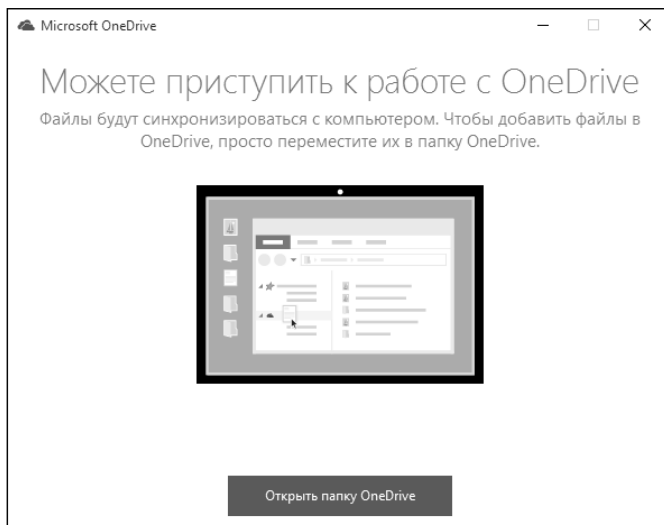 Microsoft OneDrive
Можете приступить к работе с OneDrive
Файлы будут синхронизироваться с компьютером. Чтобы добавить файлы в
OneDrive, просто переместите их в папку OneDrive.
Открыть папку OneDrive